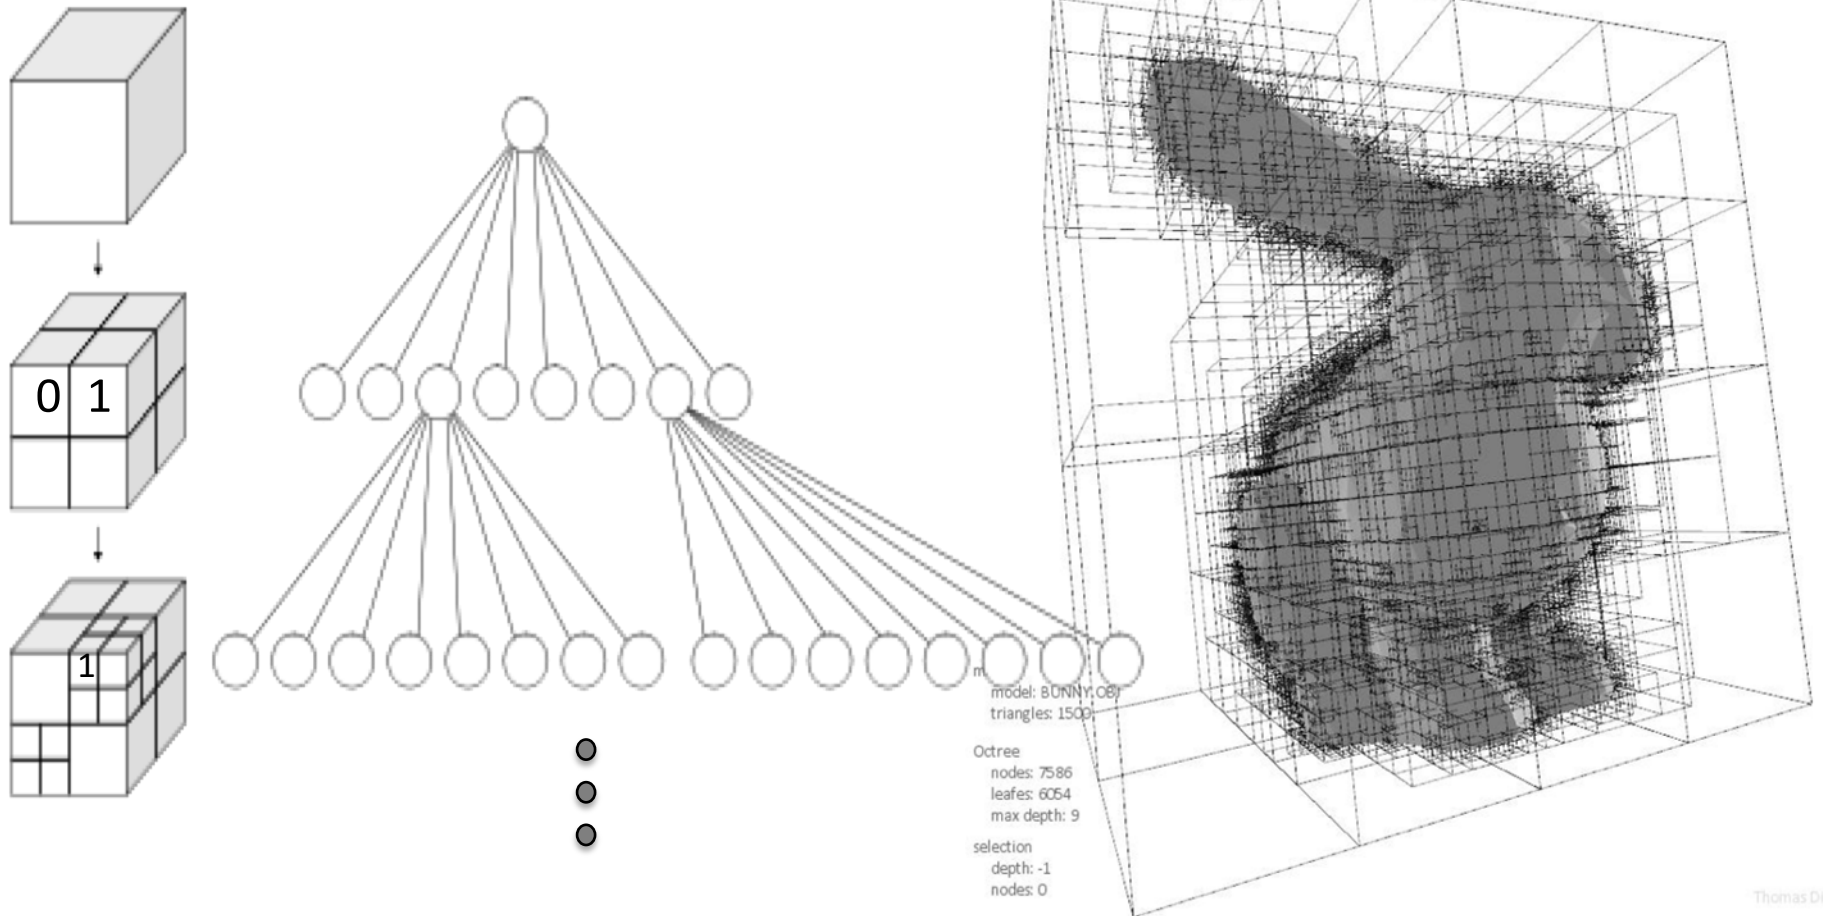 0 1
1
m
model: BUNNY.OBJ
triangles: 1500
Octree
nodes: 7586
leafes: 6054
max depth: 9
selection
depth: -1
nodes: 0
Thomas Di